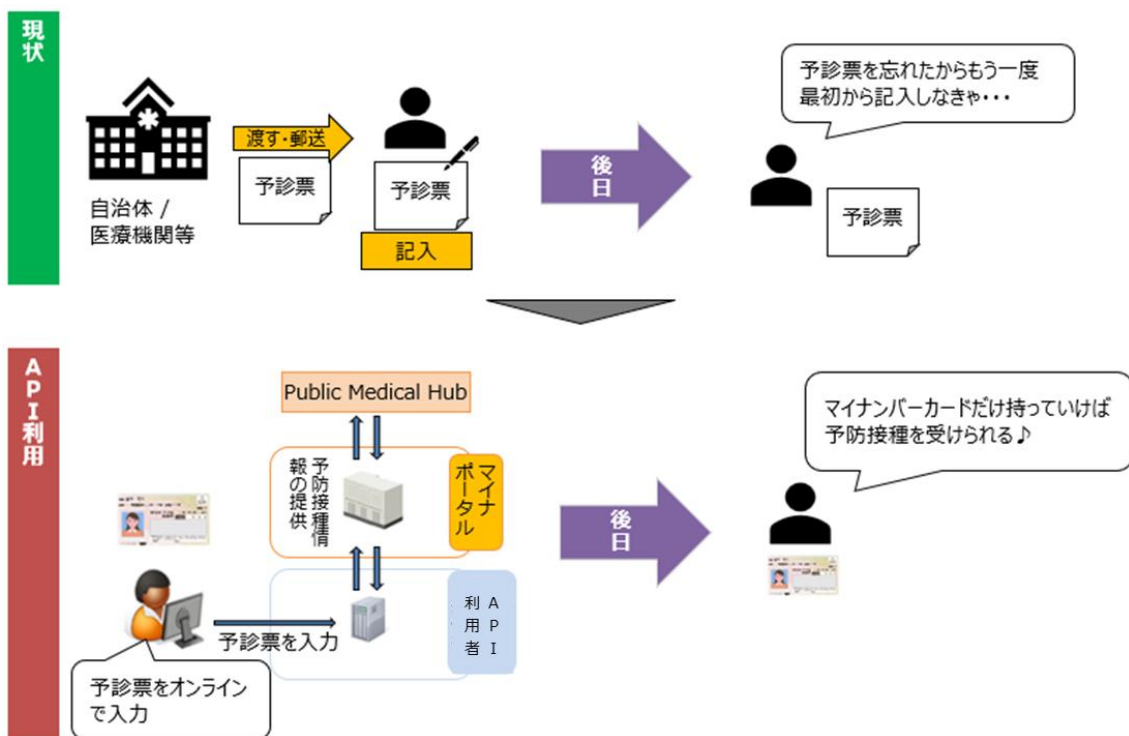 現状
自治体 /
医療機関等
渡す・郵送
予診票
予診票
記入
後日
予診票を忘れたからもう一度
最初から記入しなきゃ・・・
予診票
API利用
Public Medical Hub
予防接種情
報の提供
マイナ
ポータル
API
利用者
予診票を入力
予診票をオンライン
で入力
後日
マイナンバーカードだけ持っていけば
予防接種を受けられる♪